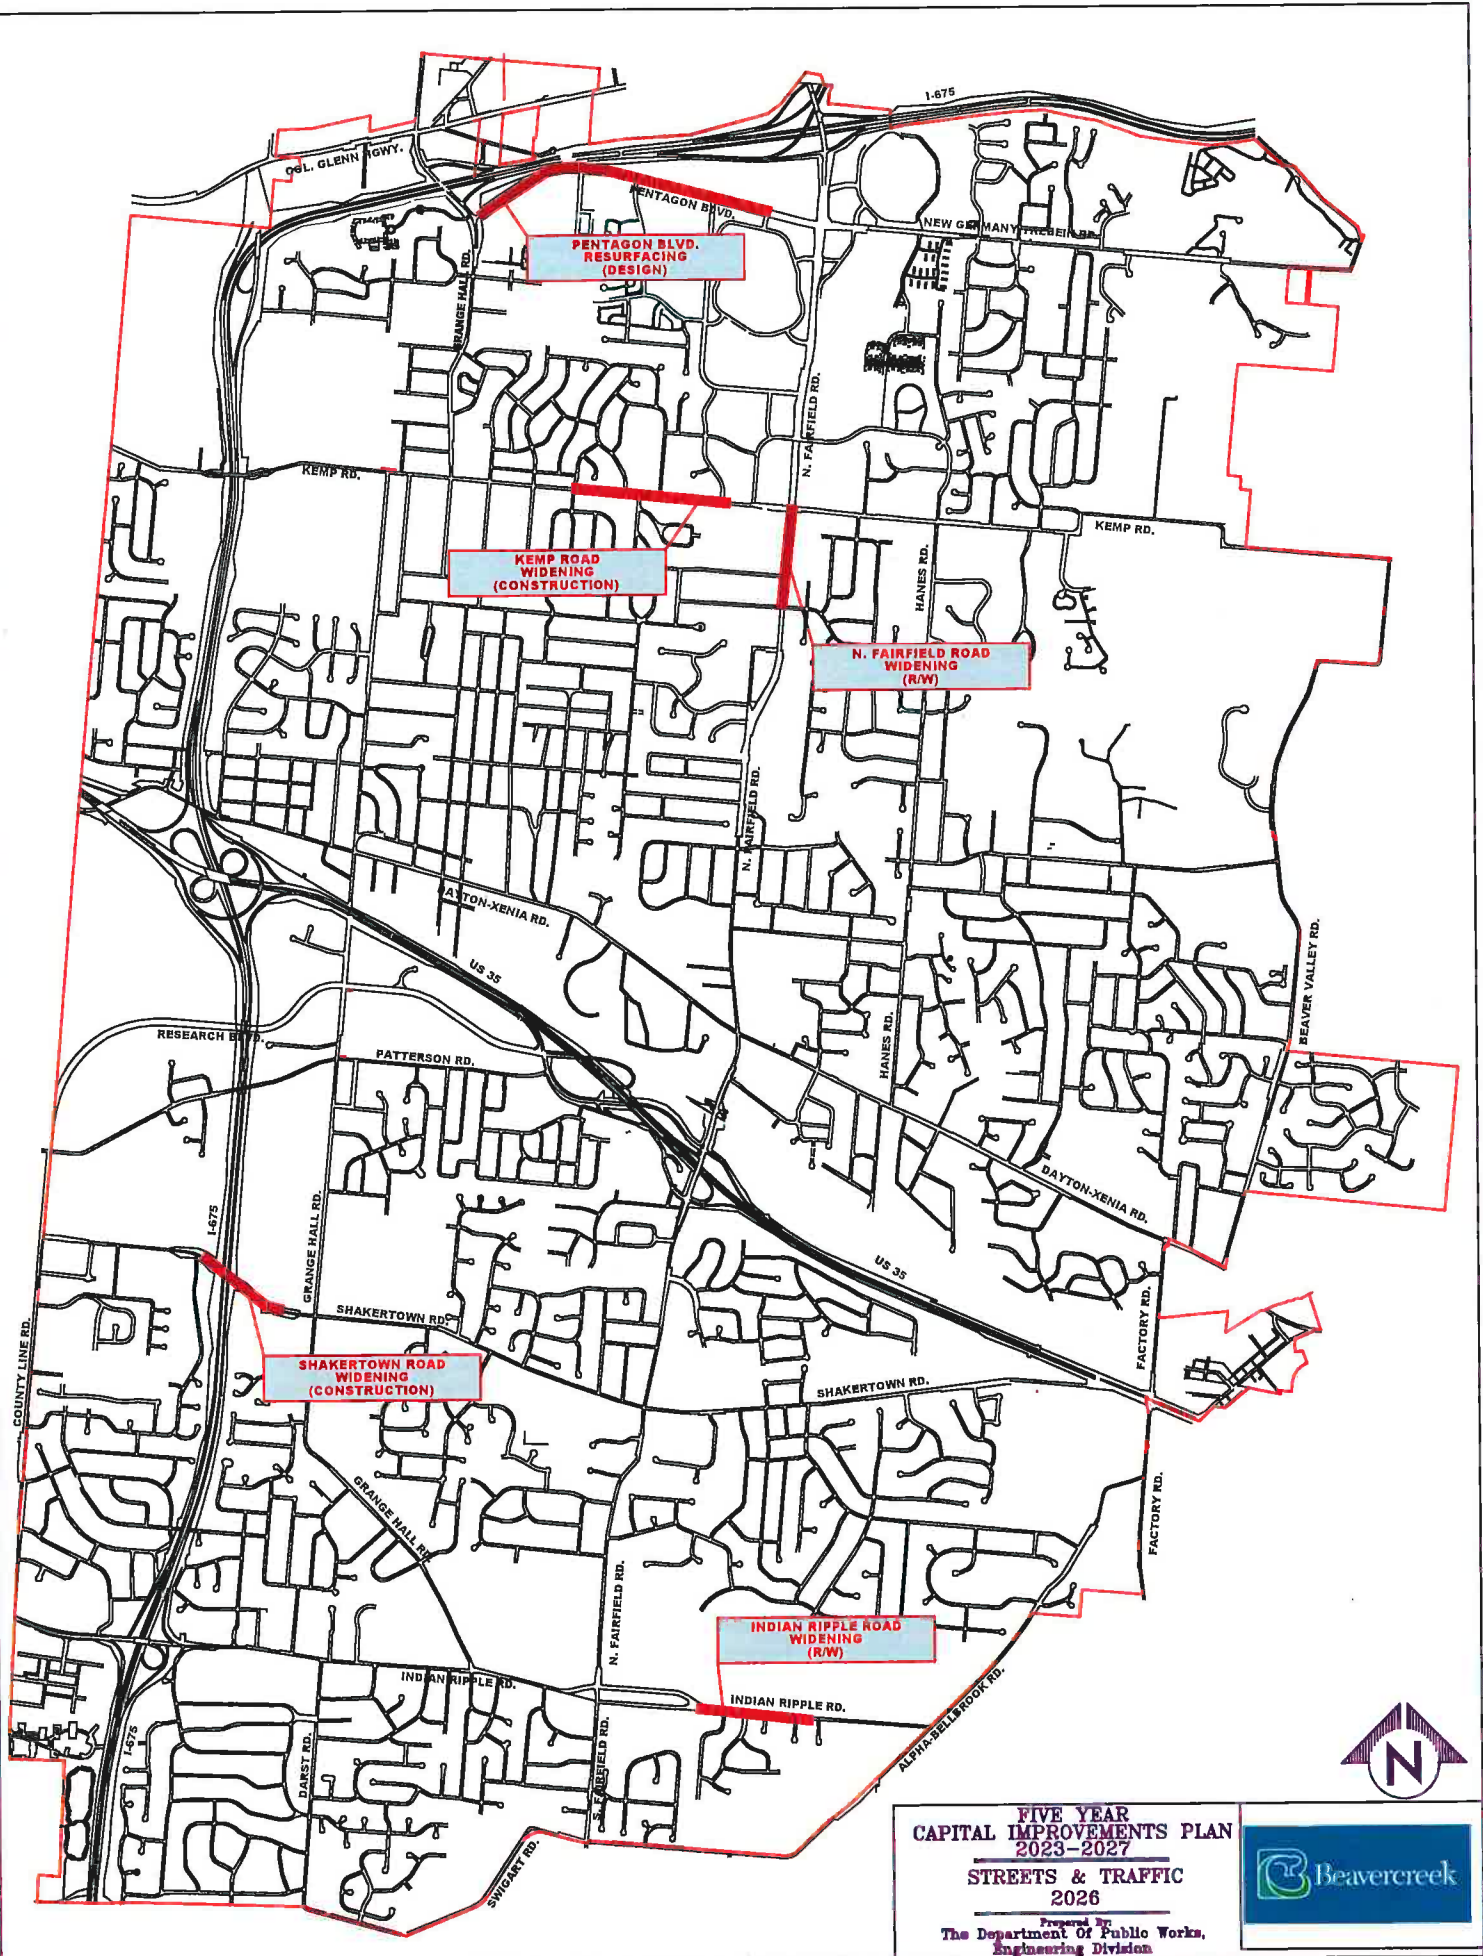 I-675
COL. GLENN HGWY.
PENTAGON BLVD.
NEW GERMANY TREBEIN RD.
PENTAGON BLVD.
RESURFACING
(DESIGN)
GRANGE HALL RD.
N. FAIRFIELD RD.
KEMP RD.
KEMP RD.
KEMP ROAD
WIDENING
(CONSTRUCTION)
HANES RD.
N. FAIRFIELD ROAD
WIDENING
(R/W)
N. FAIRFIELD RD.
DAYTON-XENIA RD.
US 35
BEAVER VALLEY RD.
RESEARCH BLVD.
PATTERSON RD.
HANES RD.
DAYTON-XENIA RD.
I-675
GRANGE HALL RD.
US 35
SHAKERTOWN RD.
FACTORY RD.
COUNTY LINE RD.
SHAKERTOWN ROAD
WIDENING
(CONSTRUCTION)
SHAKERTOWN RD.
GRANGE HALL RD.
FACTORY RD.
N. FAIRFIELD RD.
INDIAN RIPPLE ROAD
WIDENING
(R/W)
INDIAN RIPPLE RD.
INDIAN RIPPLE RD.
ALPHA-BELLBROOK RD.
I-675
DARST RD.
S. FAIRFIELD RD.
SWIGART RD.
N
FIVE YEAR
CAPITAL IMPROVEMENTS PLAN
2023-2027
STREETS & TRAFFIC
2026
Prepared By:
The Department Of Public Works,
Engineering Division
Beavercreek